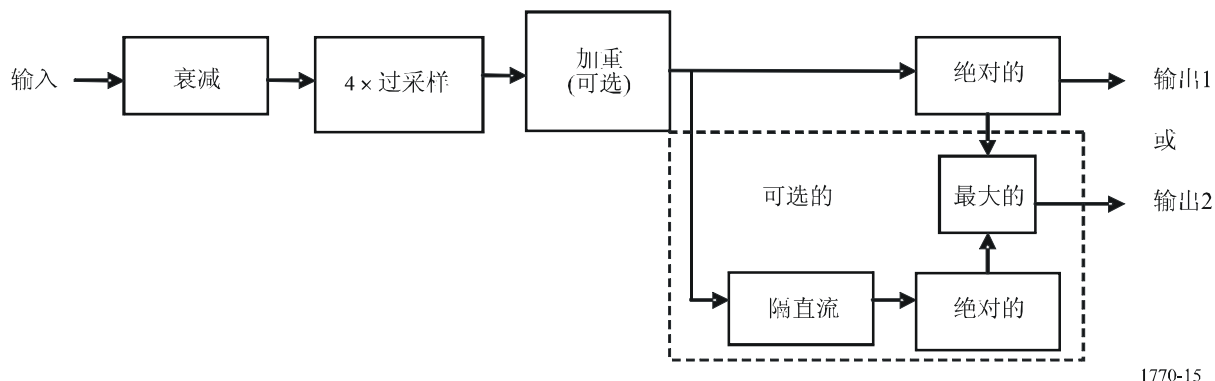 输入
衰减
4 × 过采样
加重
(可选)
绝对的
输出1
或
可选的
最大的
输出2
隔直流
绝对的
1770-15